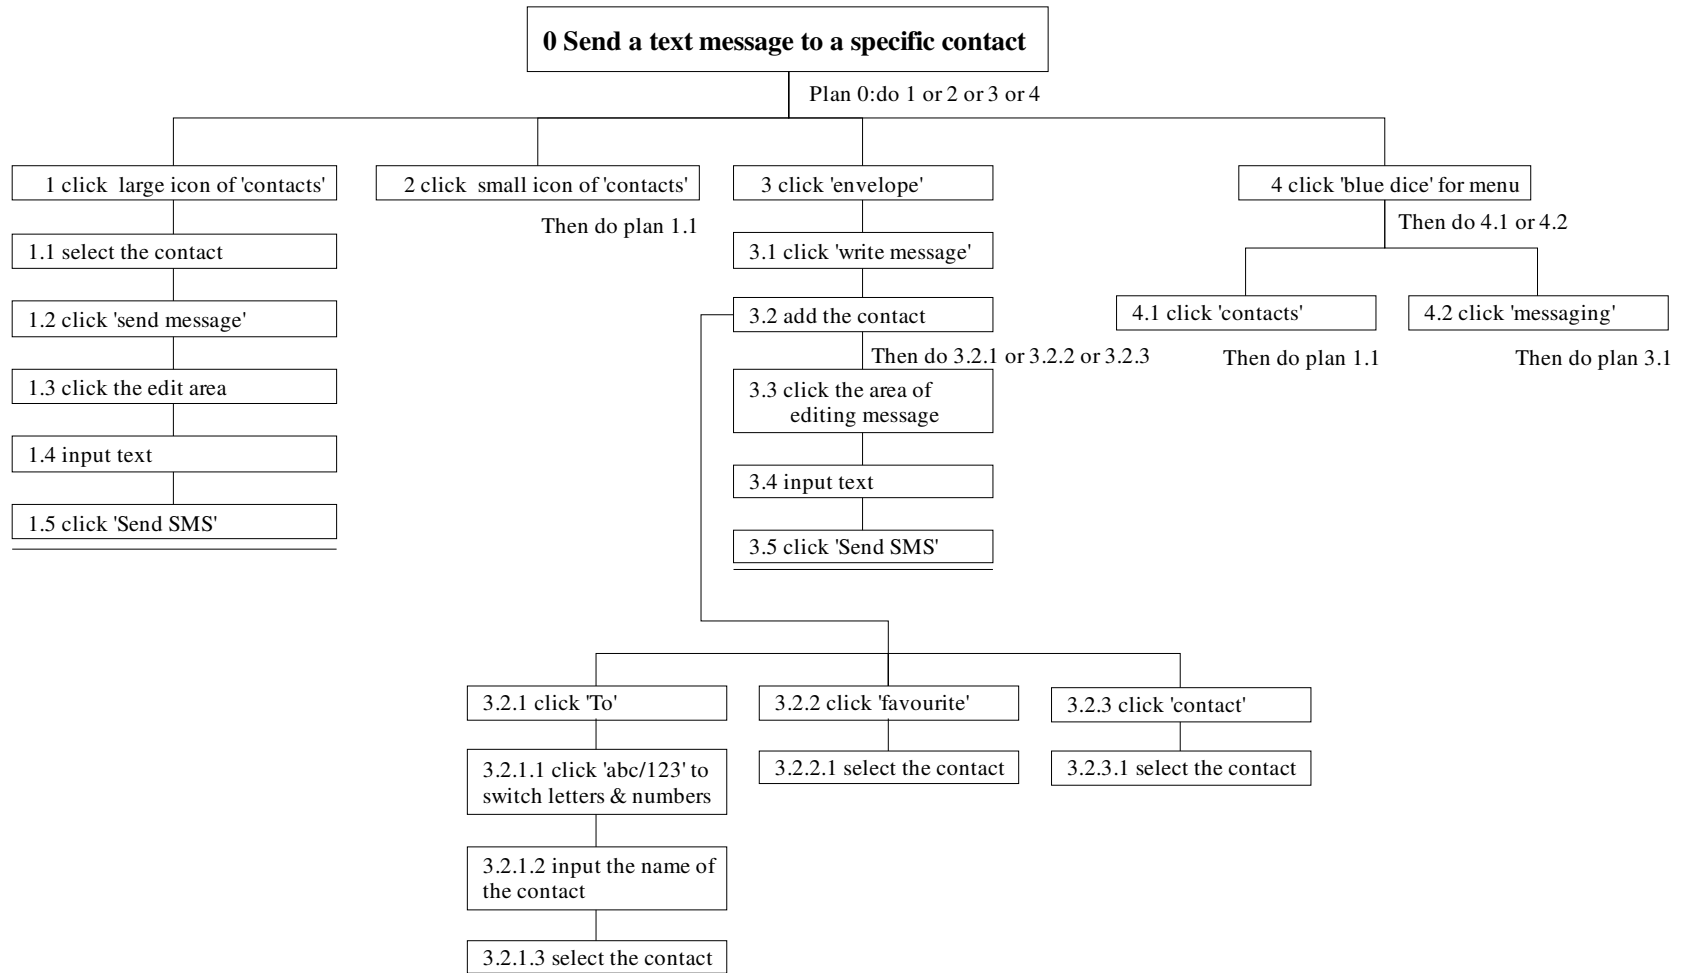 0 Send a text message to a specific contact
Plan 0:do 1 or 2 or 3 or 4
1 click large icon of 'contacts'
2 click small icon of 'contacts'
3 click 'envelope'
4 click 'blue dice' for menu
Then do plan 1.1
Then do 4.1 or 4.2
1.1 select the contact
3.1 click 'write message'
1.2 click 'send message'
3.2 add the contact
4.1 click 'contacts'
4.2 click 'messaging'
Then do 3.2.1 or 3.2.2 or 3.2.3
Then do plan 1.1
Then do plan 3.1
1.3 click the edit area
3.3 click the area of
editing message
1.4 input text
3.4 input text
1.5 click 'Send SMS'
3.5 click 'Send SMS'
3.2.1 click 'To'
3.2.2 click 'favourite'
3.2.3 click 'contact'
3.2.1.1 click 'abc/123' to
switch letters & numbers
3.2.2.1 select the contact
3.2.3.1 select the contact
3.2.1.2 input the name of
the contact
3.2.1.3 select the contact